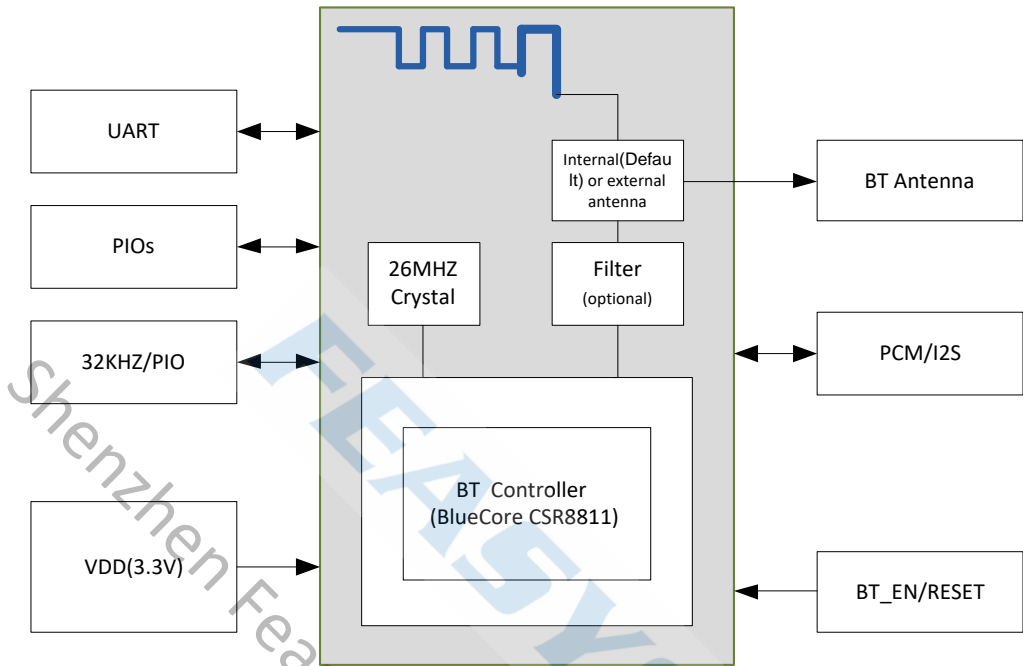 UART
PIOs
32KHZ/PIO
VDD(3.3V)
Internal(Defau
lt) or external
antenna
26MHZ
Crystal
Filter
(optional)
BT Controller
(BlueCore CSR8811)
BT Antenna
PCM/I2S
BT_EN/RESET
Shenzhen Fea
FEASY